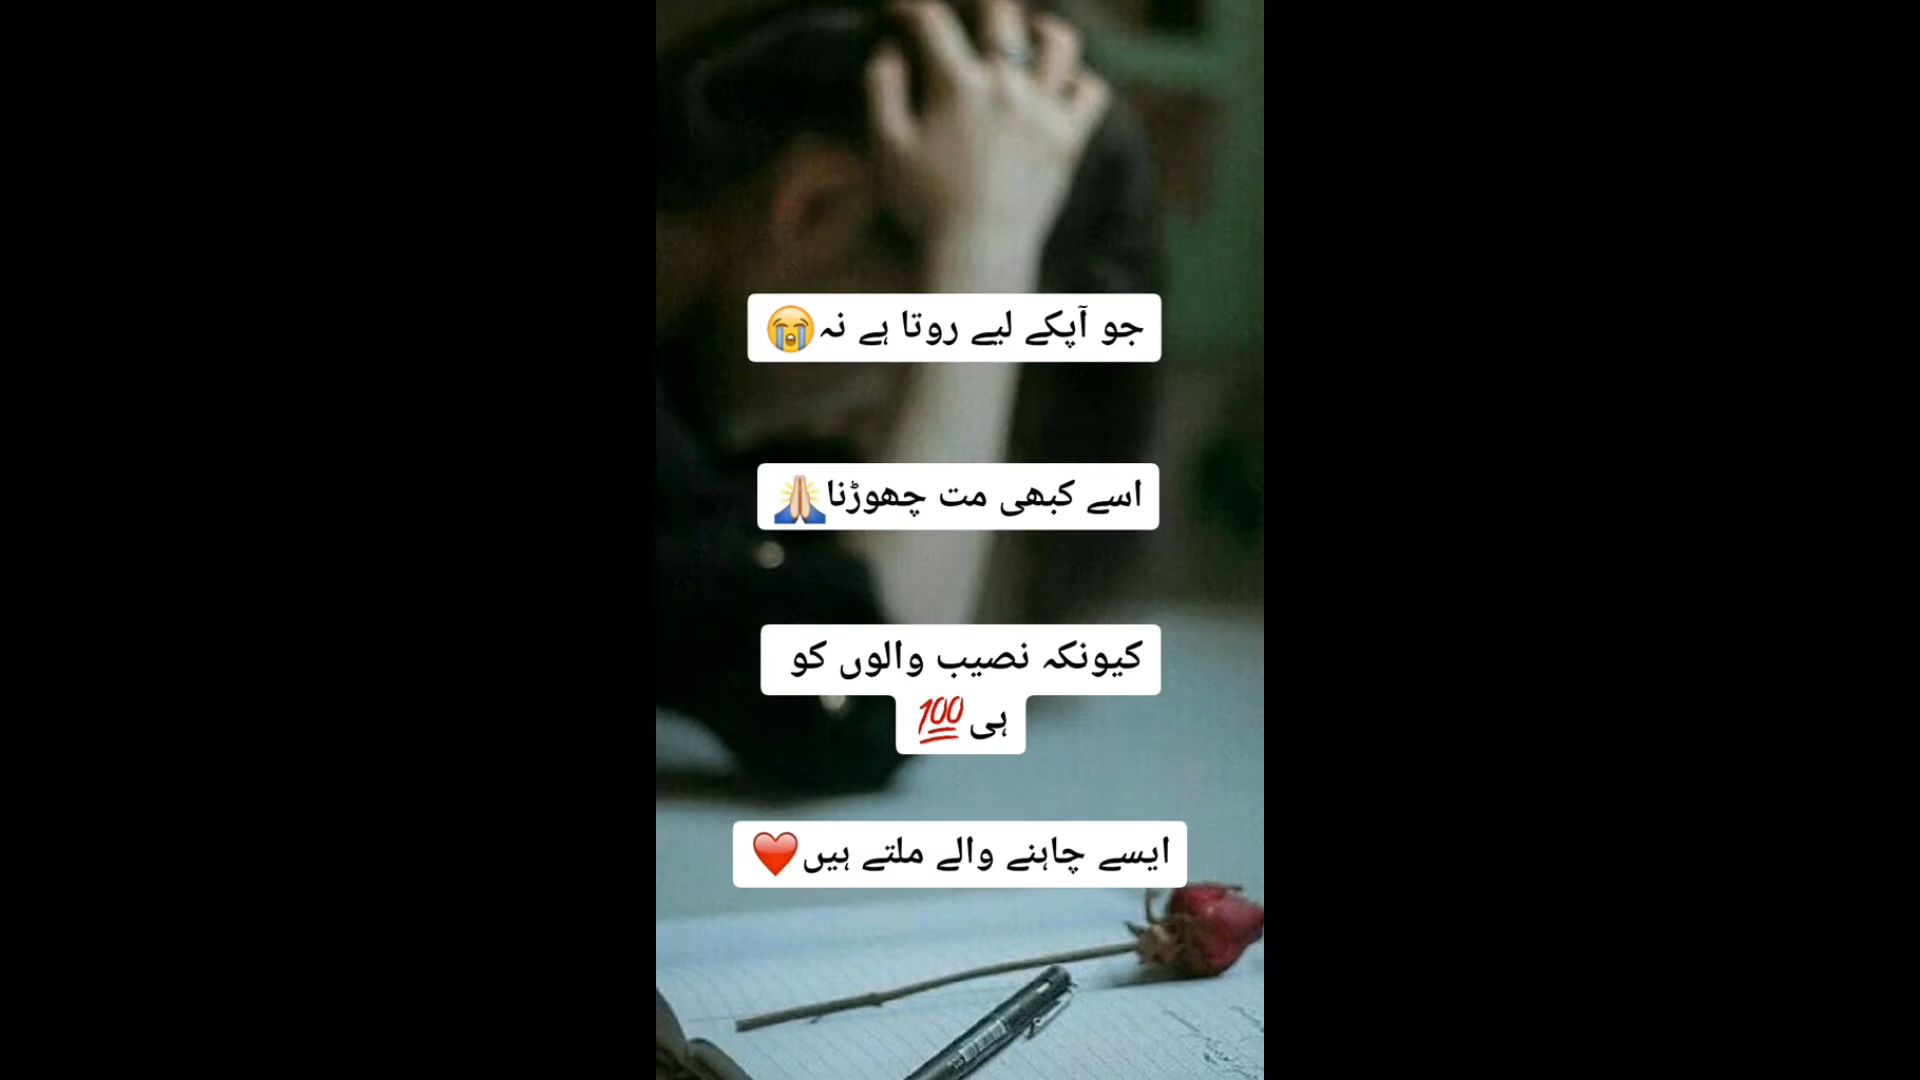 جو آپکے لیے روتا ہے نہ😭
اسے کبھی مت چھوڑنا🙏🏼
کیونکہ نصیب والوں کو
ہی💯
ایسے چاہنے والے ملتے ہیں❤️